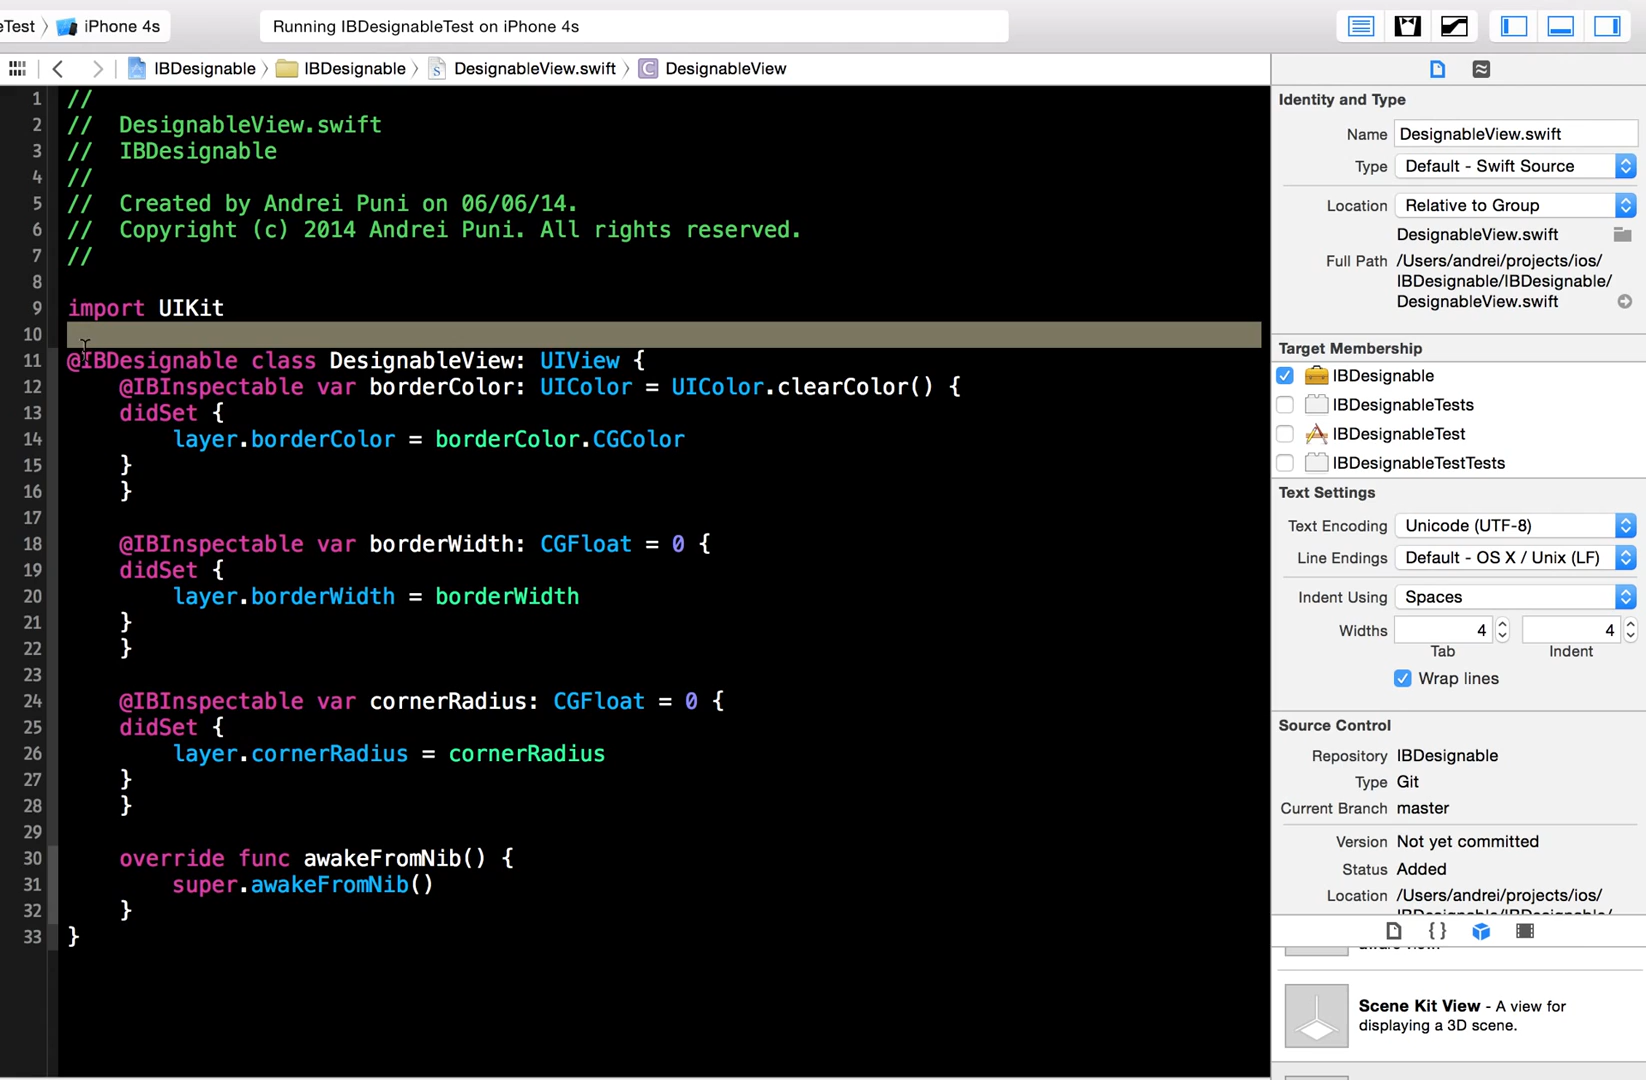 eTest 〉 iPhone 4s
Running IBDesignableTest on iPhone 4s
IBDesignable 〉 IBDesignable 〉 DesignableView.swift 〉 C DesignableView
1 //
2 //  DesignableView.swift
3 //  IBDesignable
4 //
5 //  Created by Andrei Puni on 06/06/14.
6 //  Copyright (c) 2014 Andrei Puni. All rights reserved.
7 //
8
9 import UIKit
10
11 @IBDesignable class DesignableView: UIView {
12     @IBInspectable var borderColor: UIColor = UIColor.clearColor() {
13     didSet {
14         layer.borderColor = borderColor.CGColor
15     }
16     }
17
18     @IBInspectable var borderWidth: CGFloat = 0 {
19     didSet {
20         layer.borderWidth = borderWidth
21     }
22     }
23
24     @IBInspectable var cornerRadius: CGFloat = 0 {
25     didSet {
26         layer.cornerRadius = cornerRadius
27     }
28     }
29
30     override func awakeFromNib() {
31         super.awakeFromNib()
32     }
33 }
Identity and Type
Name DesignableView.swift
Type Default - Swift Source
Location Relative to Group
DesignableView.swift
Full Path /Users/andrei/projects/ios/
IBDesignable/IBDesignable/
DesignableView.swift
Target Membership
IBDesignable
IBDesignableTests
IBDesignableTest
IBDesignableTestTests
Text Settings
Text Encoding Unicode (UTF-8)
Line Endings Default - OS X / Unix (LF)
Indent Using Spaces
Widths 4 4
Tab Indent
Wrap lines
Source Control
Repository IBDesignable
Type Git
Current Branch master
Version Not yet committed
Status Added
Location /Users/andrei/projects/ios/
{ }
Scene Kit View - A view for
displaying a 3D scene.